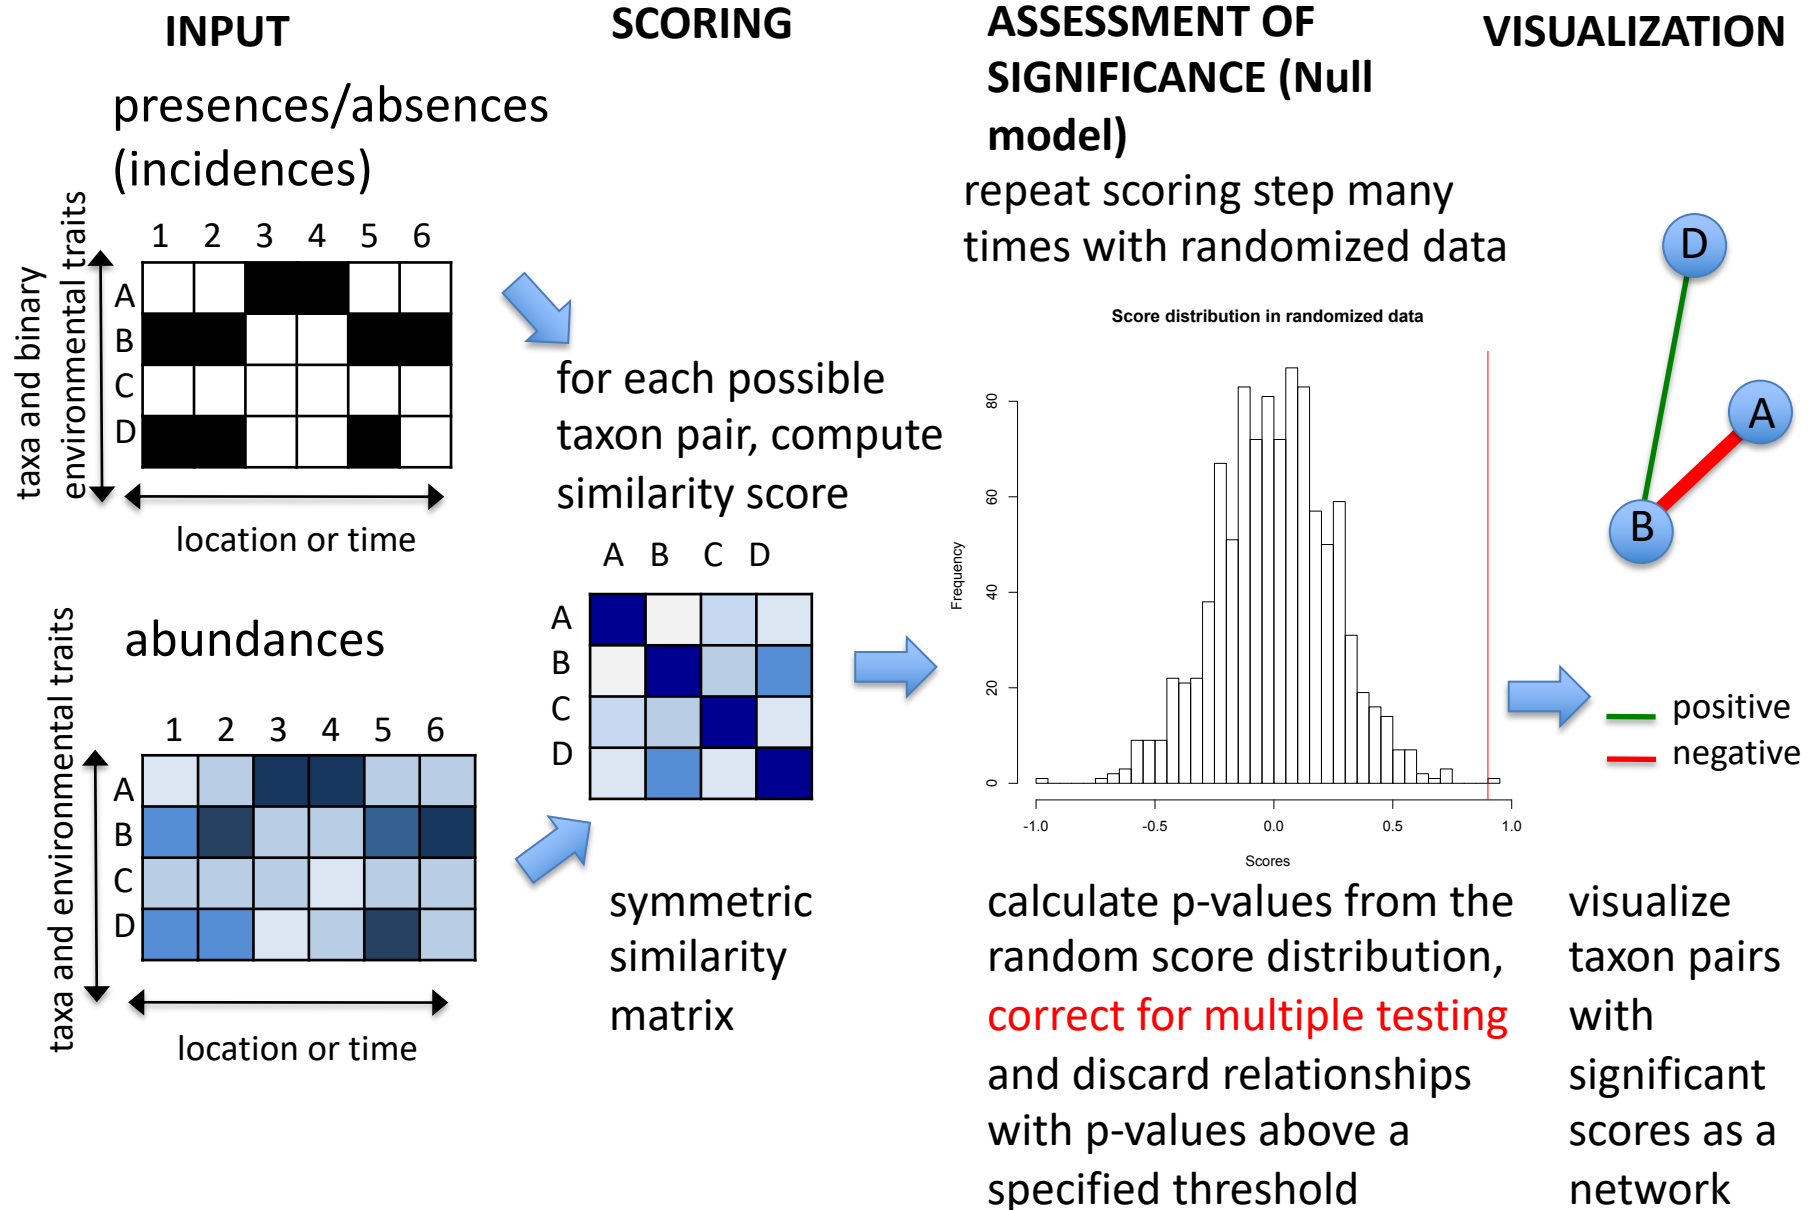 INPUT
presences/absences
(incidences)
taxa and binary
environmental traits
1 2 3 4 5 6
A
B
C
D
location or time
abundances
taxa and environmental traits
1 2 3 4 5 6
A
B
C
D
location or time
SCORING
for each possible
taxon pair, compute
similarity score
A B C D
A
B
C
D
symmetric
similarity
matrix
ASSESSMENT OF
SIGNIFICANCE (Null
model)
repeat scoring step many
times with randomized data
Score distribution in randomized data
Frequency
80
60
40
20
0
-1.0 -0.5 0.0 0.5 1.0
Scores
calculate p-values from the
random score distribution,
correct for multiple testing
and discard relationships
with p-values above a
specified threshold
VISUALIZATION
D
A
B
positive
negative
visualize
taxon pairs
with
significant
scores as a
network